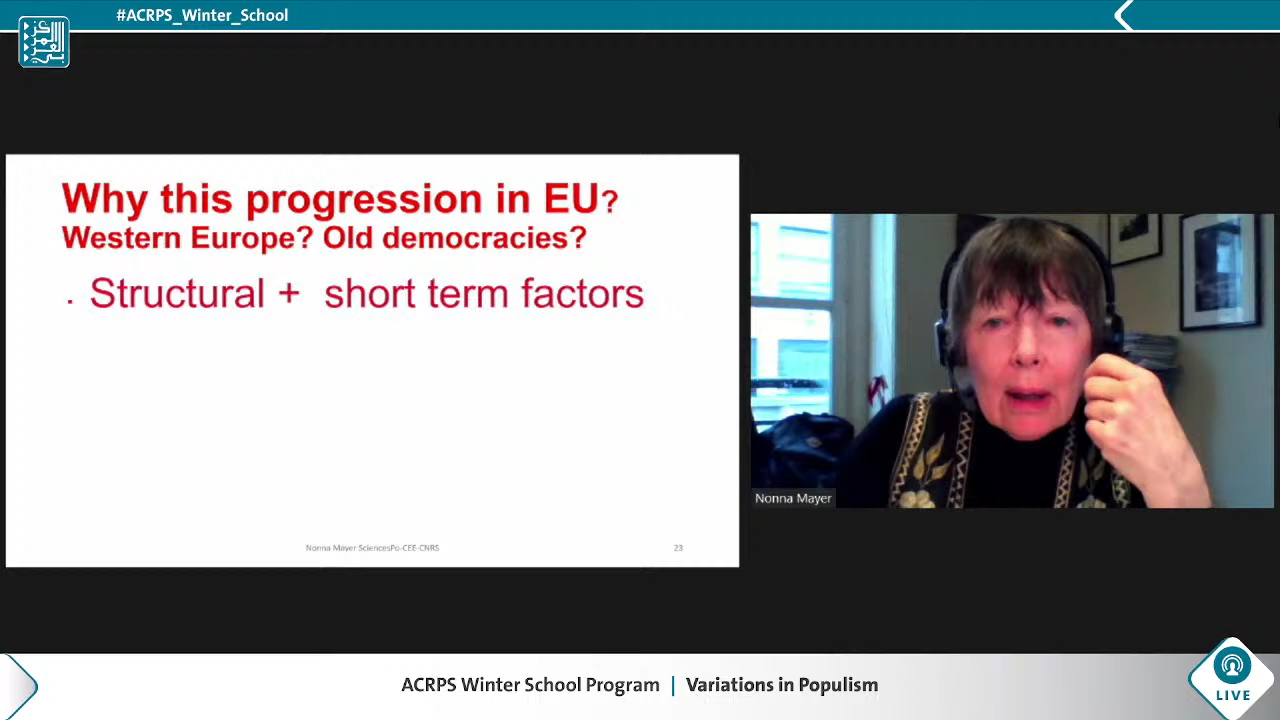 #ACRPS_Winter_School
Why this progression in EU?
Western Europe? Old democracies?
· Structural + short term factors
Nonna Mayer SciencesPo-CEE-CNRS
23
Nonna Mayer
ACRPS Winter School Program | Variations in Populism
LIVE